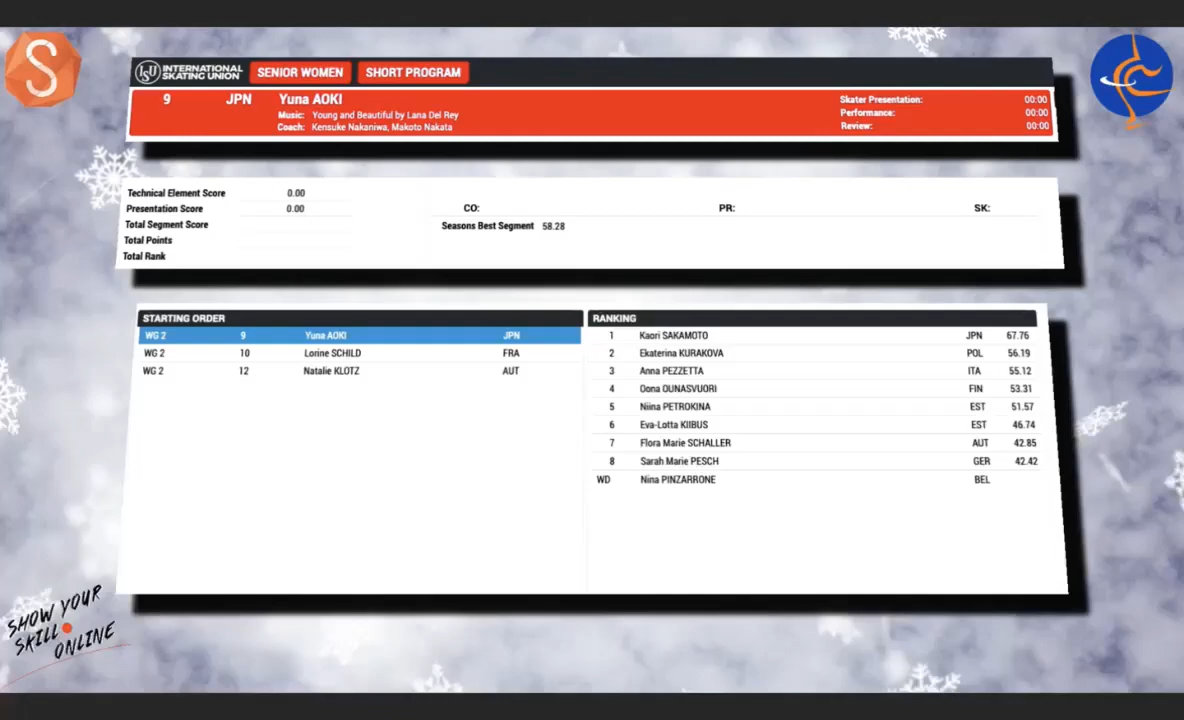 S
ISU INTERNATIONAL SKATING UNION SENIOR WOMEN SHORT PROGRAM
9 JPN Yuna AOKI
Music: Young and Beautiful by Lana Del Rey
Coach: Kensuke Nakaniwa, Makoto Nakata
Skater Presentation: 00:00
Performance: 00:00
Review: 00:00
Technical Element Score 0.00
Presentation Score 0.00
Total Segment Score
Total Points
Total Rank
CO: PR: SK:
Seasons Best Segment 58.28
STARTING ORDER
WG 2 9 Yuna AOKI JPN
WG 2 10 Lorine SCHILD FRA
WG 2 12 Natalie KLOTZ AUT
RANKING
1 Kaori SAKAMOTO JPN 67.76
2 Ekaterina KURAKOVA POL 56.19
3 Anna PEZZETTA ITA 55.12
4 Oona OUNASVUORI FIN 53.31
5 Niina PETROKINA EST 51.57
6 Eva-Lotta KIIBUS EST 46.74
7 Flora Marie SCHALLER AUT 42.85
8 Sarah Marie PESCH GER 42.42
WD Nina PINZARRONE BEL
SHOW YOUR
SKILL.ONLINE